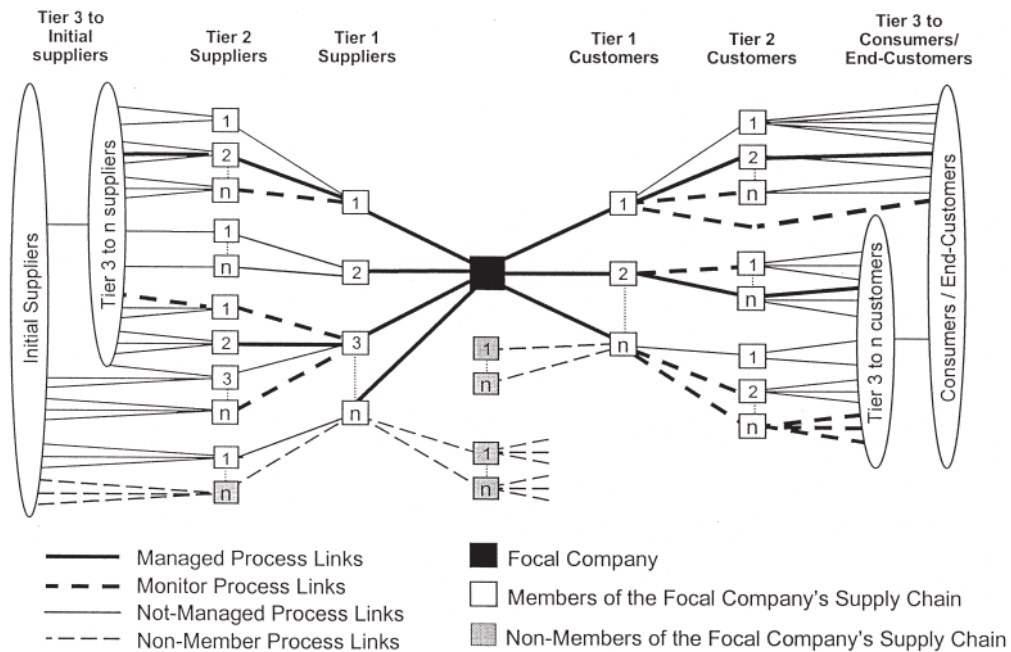 Tier 3 to
Initial
suppliers
Tier 2
Suppliers
Tier 1
Suppliers
Tier 1
Customers
Tier 2
Customers
Tier 3 to
Consumers/
End-Customers
Initial Suppliers
Tier 3 to n suppliers
1
2
n
1
n
1
2
3
n
1
n
1
2
3
n
1
n
1
n
1
2
n
1
2
n
1
n
1
2
n
Tier 3 to n customers
Consumers / End-Customers
Managed Process Links
Monitor Process Links
Not-Managed Process Links
Non-Member Process Links
Focal Company
Members of the Focal Company's Supply Chain
Non-Members of the Focal Company's Supply Chain